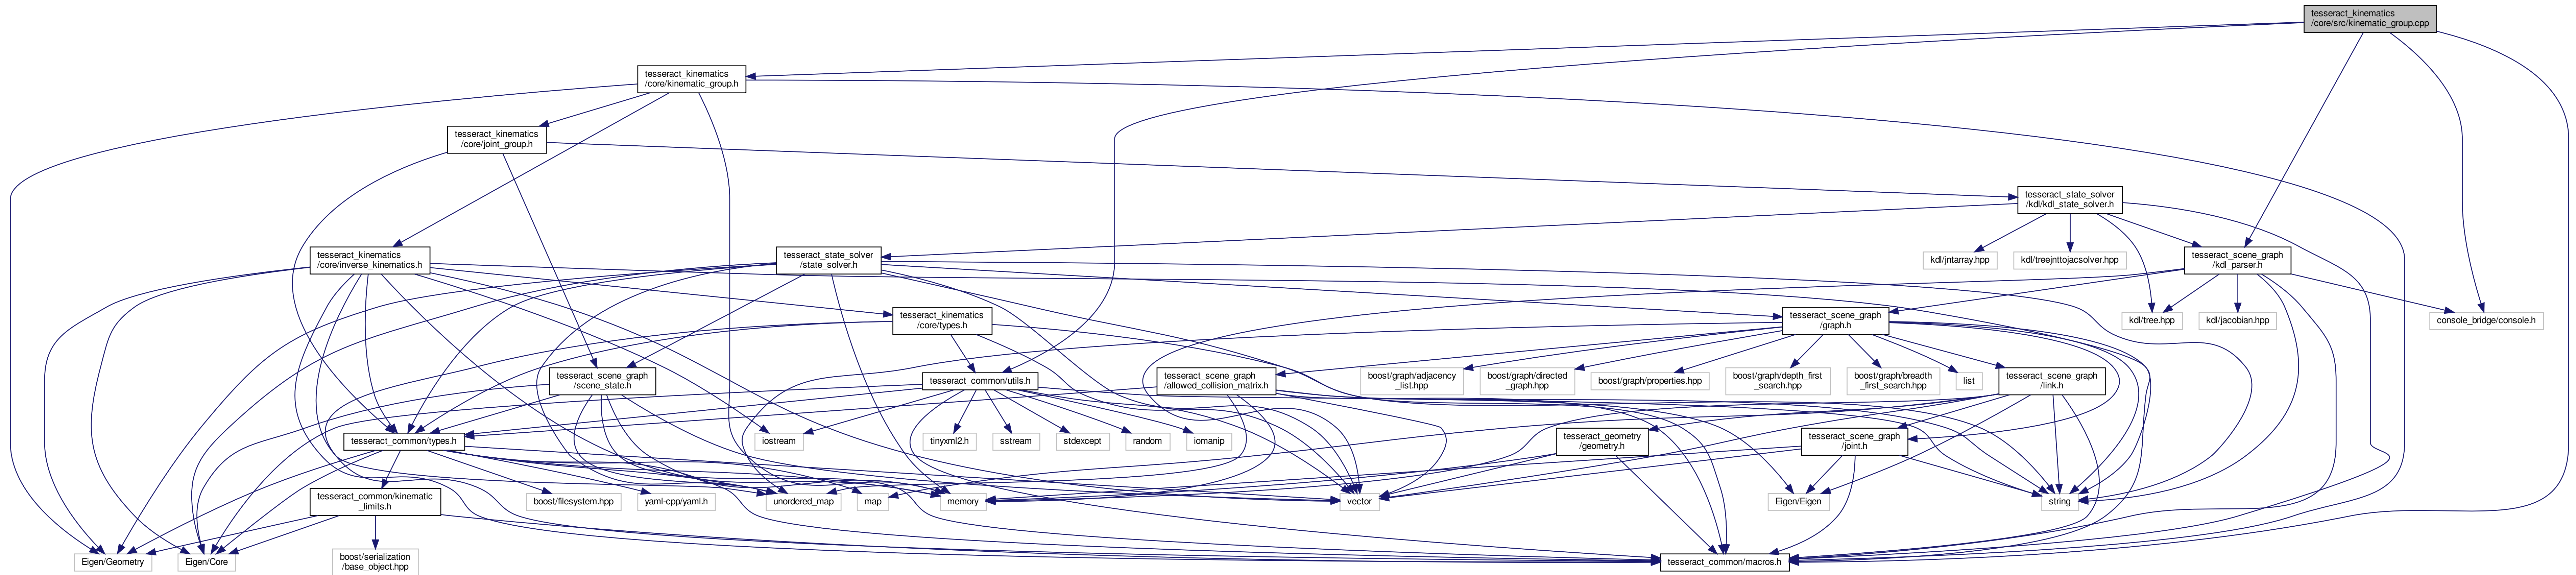 tesseract_kinematics
/core/src/kinematic_group.cpp
tesseract_kinematics
/core/kinematic_group.h
tesseract_kinematics
/core/joint_group.h
tesseract_state_solver
/kdl/kdl_state_solver.h
tesseract_kinematics
/core/inverse_kinematics.h
tesseract_state_solver
/state_solver.h
kdl/jntarray.hpp
kdl/treejnttojacsolver.hpp
tesseract_scene_graph
/kdl_parser.h
tesseract_kinematics
/core/types.h
tesseract_scene_graph
/graph.h
kdl/tree.hpp
kdl/jacobian.hpp
console_bridge/console.h
tesseract_scene_graph
/scene_state.h
tesseract_common/utils.h
tesseract_scene_graph
/allowed_collision_matrix.h
boost/graph/adjacency
_list.hpp
boost/graph/directed
_graph.hpp
boost/graph/properties.hpp
boost/graph/depth_first
_search.hpp
boost/graph/breadth
_first_search.hpp
list
tesseract_scene_graph
/link.h
tesseract_common/types.h
iostream
tinyxml2.h
sstream
stdexcept
random
iomanip
tesseract_geometry
/geometry.h
tesseract_scene_graph
/joint.h
tesseract_common/kinematic
_limits.h
boost/filesystem.hpp
yaml-cpp/yaml.h
unordered_map
map
memory
vector
Eigen/Eigen
string
Eigen/Geometry
Eigen/Core
boost/serialization
/base_object.hpp
tesseract_common/macros.h